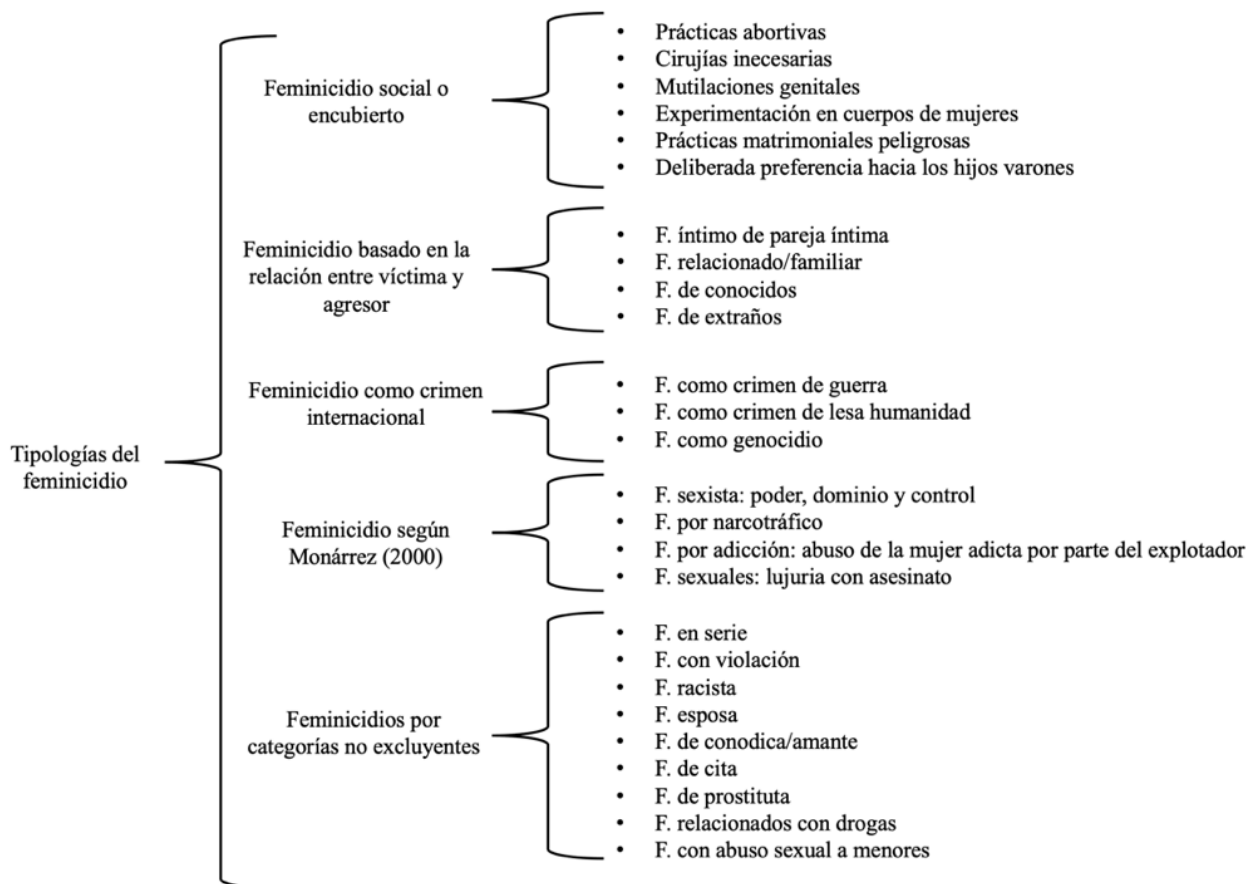 Tipologías del
feminicidio
Feminicidio social o
encubierto
• Prácticas abortivas
• Cirujías inecesarias
• Mutilaciones genitales
• Experimentación en cuerpos de mujeres
• Prácticas matrimoniales peligrosas
• Deliberada preferencia hacia los hijos varones
Feminicidio basado en la
relación entre víctima y
agresor
• F. íntimo de pareja íntima
• F. relacionado/familiar
• F. de conocidos
• F. de extraños
Feminicidio como crimen
internacional
• F. como crimen de guerra
• F. como crimen de lesa humanidad
• F. como genocidio
Feminicidio según
Monárrez (2000)
• F. sexista: poder, dominio y control
• F. por narcotráfico
• F. por adicción: abuso de la mujer adicta por parte del explotador
• F. sexuales: lujuria con asesinato
Feminicidios por
categorías no excluyentes
• F. en serie
• F. con violación
• F. racista
• F. esposa
• F. de conodica/amante
• F. de cita
• F. de prostituta
• F. relacionados con drogas
• F. con abuso sexual a menores